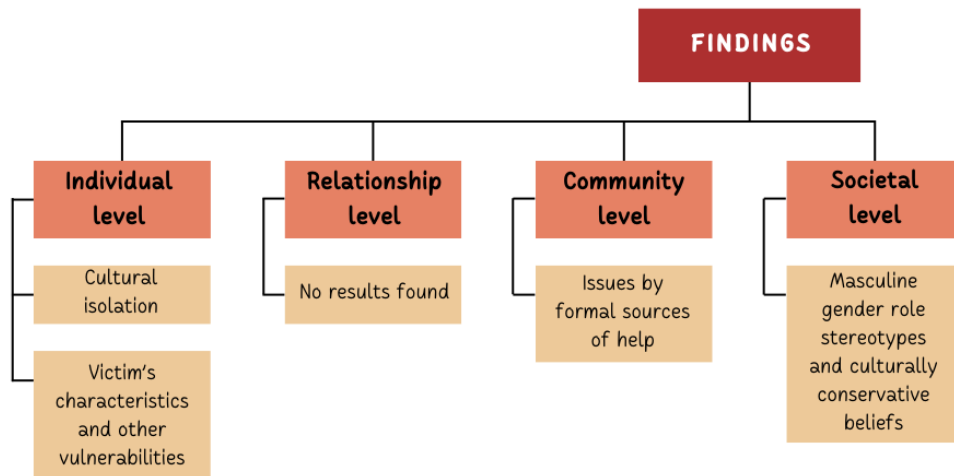 FINDINGS
Individual
level
Relationship
level
Community
level
Societal
level
Cultural
isolation
Victim's
characteristics
and other
vulnerabilities
No results found
Issues by
formal sources
of help
Masculine
gender role
stereotypes
and culturally
conservative
beliefs